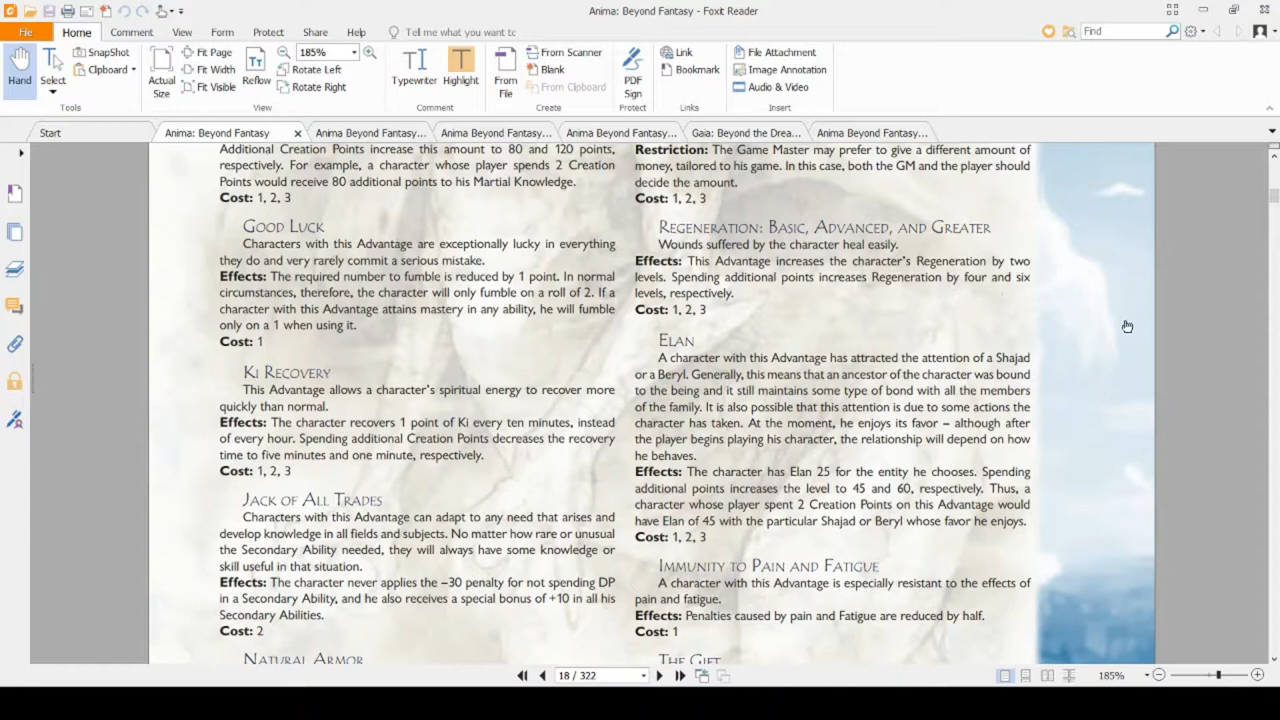 Anima: Beyond Fantasy - Foxit Reader
File Home Comment View Form Protect Share Help Tell me what you want tc Find
Hand
Select
SnapShot
Clipboard
Tools
Actual Size
Fit Page
Fit Width
Fit Visible
Reflow
185%
Rotate Left
Rotate Right
View
Typewriter
Highlight
Comment
From File
From Scanner
Blank
From Clipboard
Create
PDF Sign
Protect
Link
Bookmark
Links
File Attachment
Image Annotation
Audio & Video
Insert
Start Anima: Beyond Fantasy Anima Beyond Fantasy... Anima Beyond Fantasy... Anima Beyond Fantasy... Gaia: Beyond the Drea... Anima Beyond Fantasy...
Additional Creation Points increase this amount to 80 and 120 points,
respectively. For example, a character whose player spends 2 Creation
Points would receive 80 additional points to his Martial Knowledge.
Cost: 1, 2, 3
Good Luck
Characters with this Advantage are exceptionally lucky in everything
they do and very rarely commit a serious mistake.
Effects: The required number to fumble is reduced by 1 point. In normal
circumstances, therefore, the character will only fumble on a roll of 2. If a
character with this Advantage attains mastery in any ability, he will fumble
only on a 1 when using it.
Cost: 1
Ki Recovery
This Advantage allows a character's spiritual energy to recover more
quickly than normal.
Effects: The character recovers 1 point of Ki every ten minutes, instead
of every hour. Spending additional Creation Points decreases the recovery
time to five minutes and one minute, respectively.
Cost: 1, 2, 3
Jack of All Trades
Characters with this Advantage can adapt to any need that arises and
develop knowledge in all fields and subjects. No matter how rare or unusual
the Secondary Ability needed, they will always have some knowledge or
skill useful in that situation.
Effects: The character never applies the –30 penalty for not spending DP
in a Secondary Ability, and he also receives a special bonus of +10 in all his
Secondary Abilities.
Cost: 2
Natural Armor
Restriction: The Game Master may prefer to give a different amount of
money, tailored to his game. In this case, both the GM and the player should
decide the amount.
Cost: 1, 2, 3
Regeneration: Basic, Advanced, and Greater
Wounds suffered by the character heal easily.
Effects: This Advantage increases the character's Regeneration by two
levels. Spending additional points increases Regeneration by four and six
levels, respectively.
Cost: 1, 2, 3
Elan
A character with this Advantage has attracted the attention of a Shajad
or a Beryl. Generally, this means that an ancestor of the character was bound
to the being and it still maintains some type of bond with all the members
of the family. It is also possible that this attention is due to some actions the
character has taken. At the moment, he enjoys its favor – although after
the player begins playing his character, the relationship will depend on how
he behaves.
Effects: The character has Elan 25 for the entity he chooses. Spending
additional points increases the level to 45 and 60, respectively. Thus, a
character whose player spent 2 Creation Points on this Advantage would
have Elan of 45 with the particular Shajad or Beryl whose favor he enjoys.
Cost: 1, 2, 3
Immunity to Pain and Fatigue
A character with this Advantage is especially resistant to the effects of
pain and fatigue.
Effects: Penalties caused by pain and Fatigue are reduced by half.
Cost: 1
The Gift
18 / 322
185%